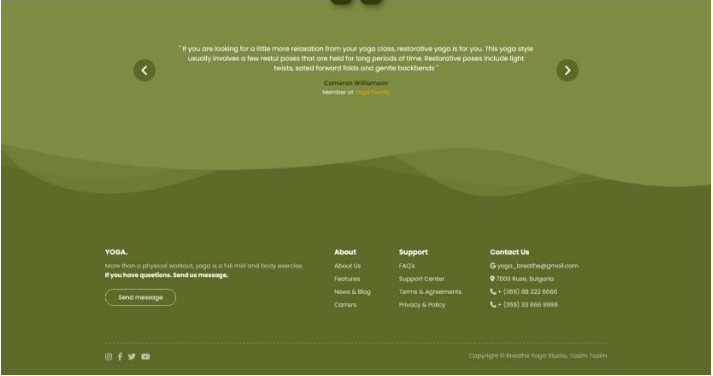 " If you are looking for a little more relaxation from your yoga class, restorative yoga is for you. This yoga style
usually involves a few restul poses that are held for long periods of time. Restorative poses include light
twists, sated forward folds and gentle backbends "
Cameron Williamson
Member at Yoga Family
YOGA.
More than a physical workout, yoga is a full mid and body exercise.
If you have qusetions. Send us message.
Send message
About
About Us
Features
News & Blog
Carrers
Support
FAQ's
Support Center
Terms & Agreements
Privacy & Policy
Contact Us
yoga_breathe@gmail.com
7000 Ruse, Bulgaria
+ (359) 88 222 6666
+ (359) 33 666 9999
Copyright © Breathe Yoga Studio, Tasim Tasim